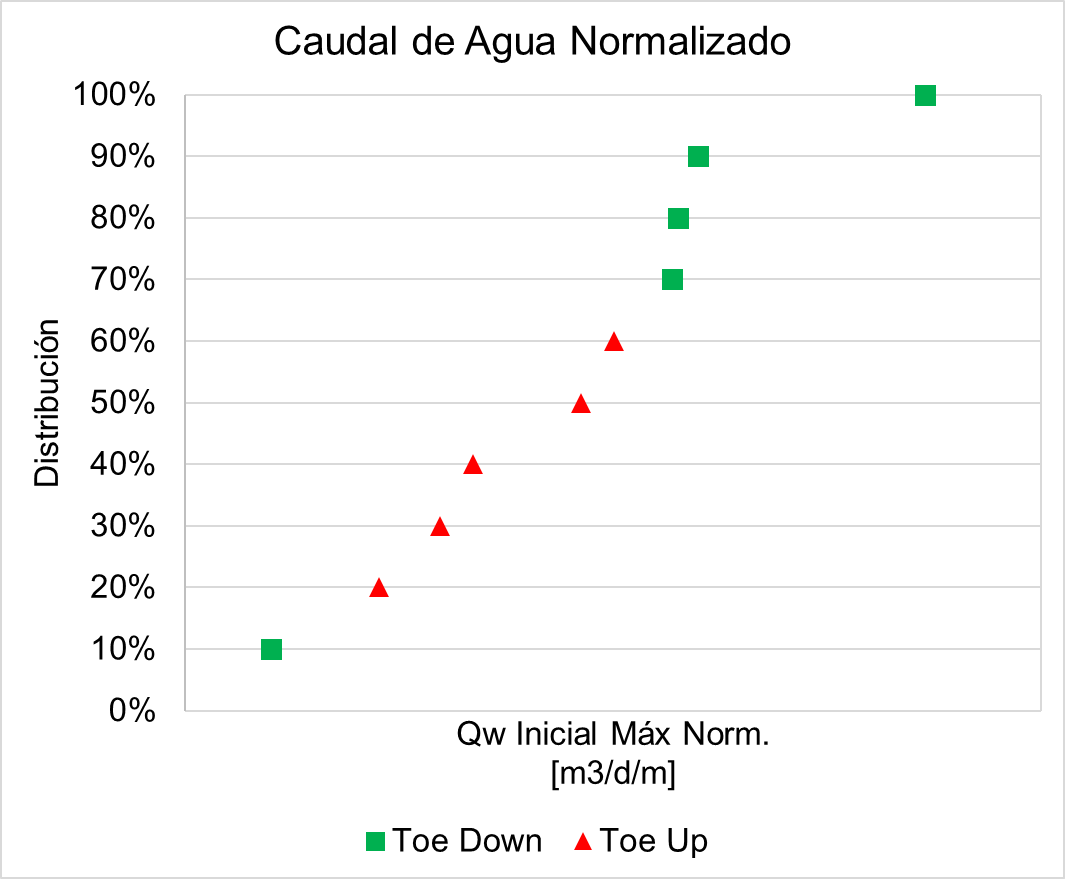 Caudal de Agua Normalizado
100%
90%
80%
70%
60%
50%
40%
30%
20%
10%
0%
Distribución
Qw Inicial Máx Norm.
[m3/d/m]
Toe Down
Toe Up